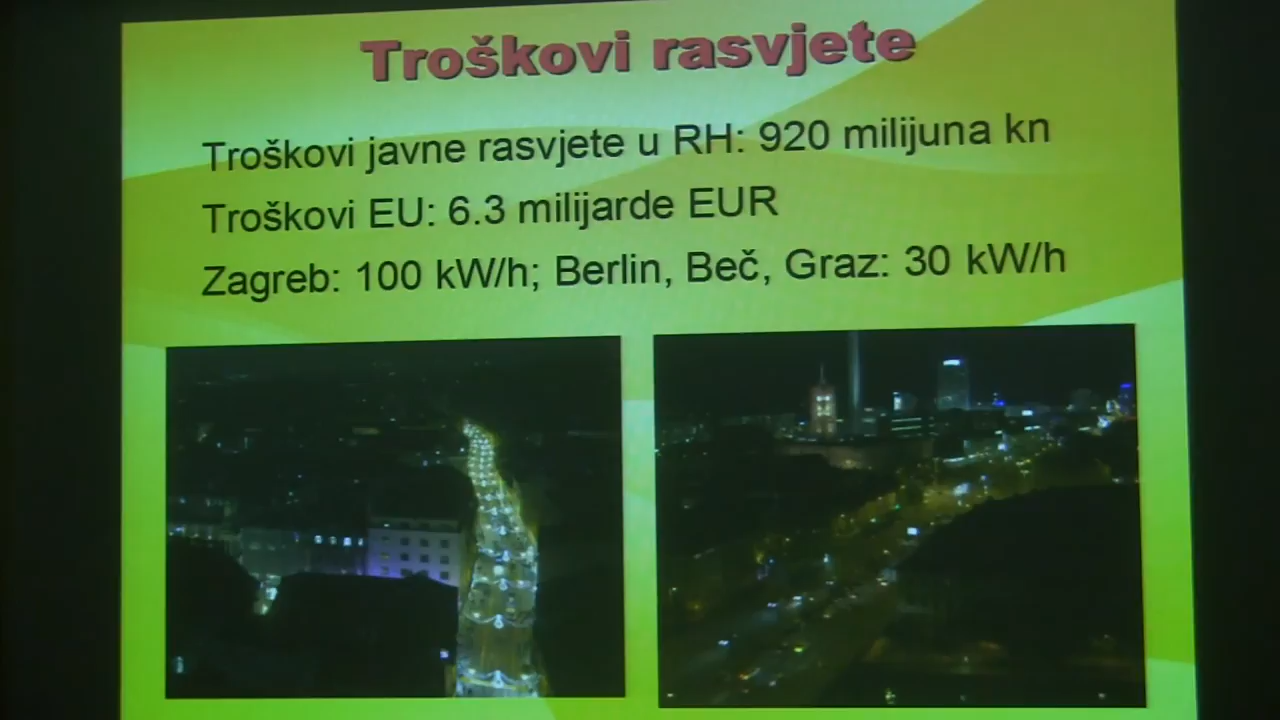 Troškovi rasvjete
Troškovi javne rasvjete u RH: 920 milijuna kn
Troškovi EU: 6.3 milijarde EUR
Zagreb: 100 kW/h; Berlin, Beč, Graz: 30 kW/h